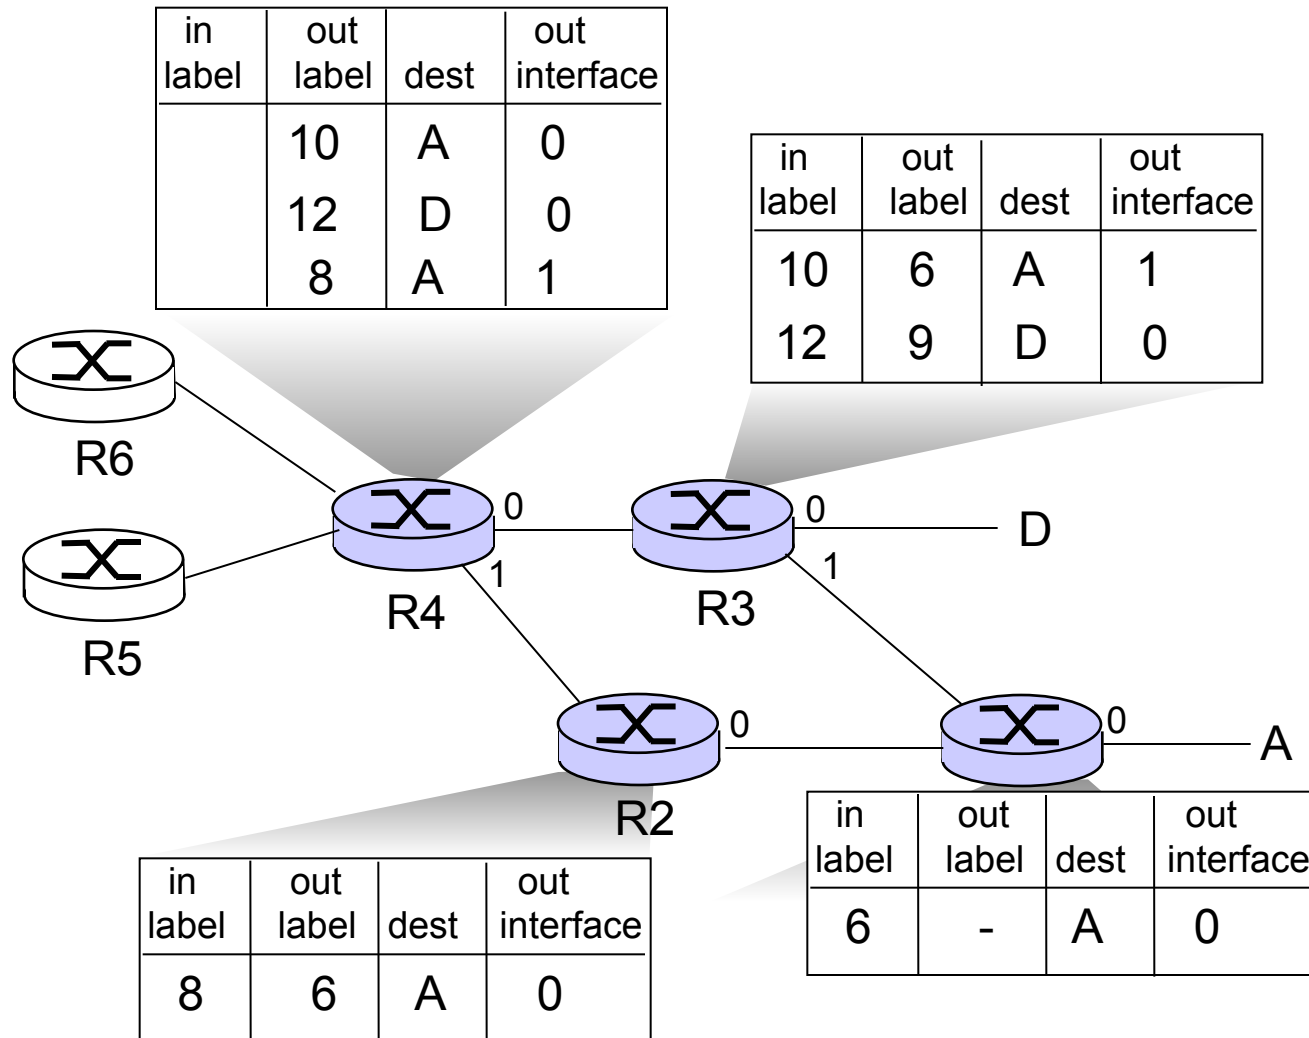 in out out
label label dest interface
10 A 0
12 D 0
8 A 1
in out out
label label dest interface
10 6 A 1
12 9 D 0
R6
R5
R4
0
1
R3
0
1
D
R2
0
0
A
in out out
label label dest interface
8 6 A 0
in out out
label label dest interface
6 - A 0